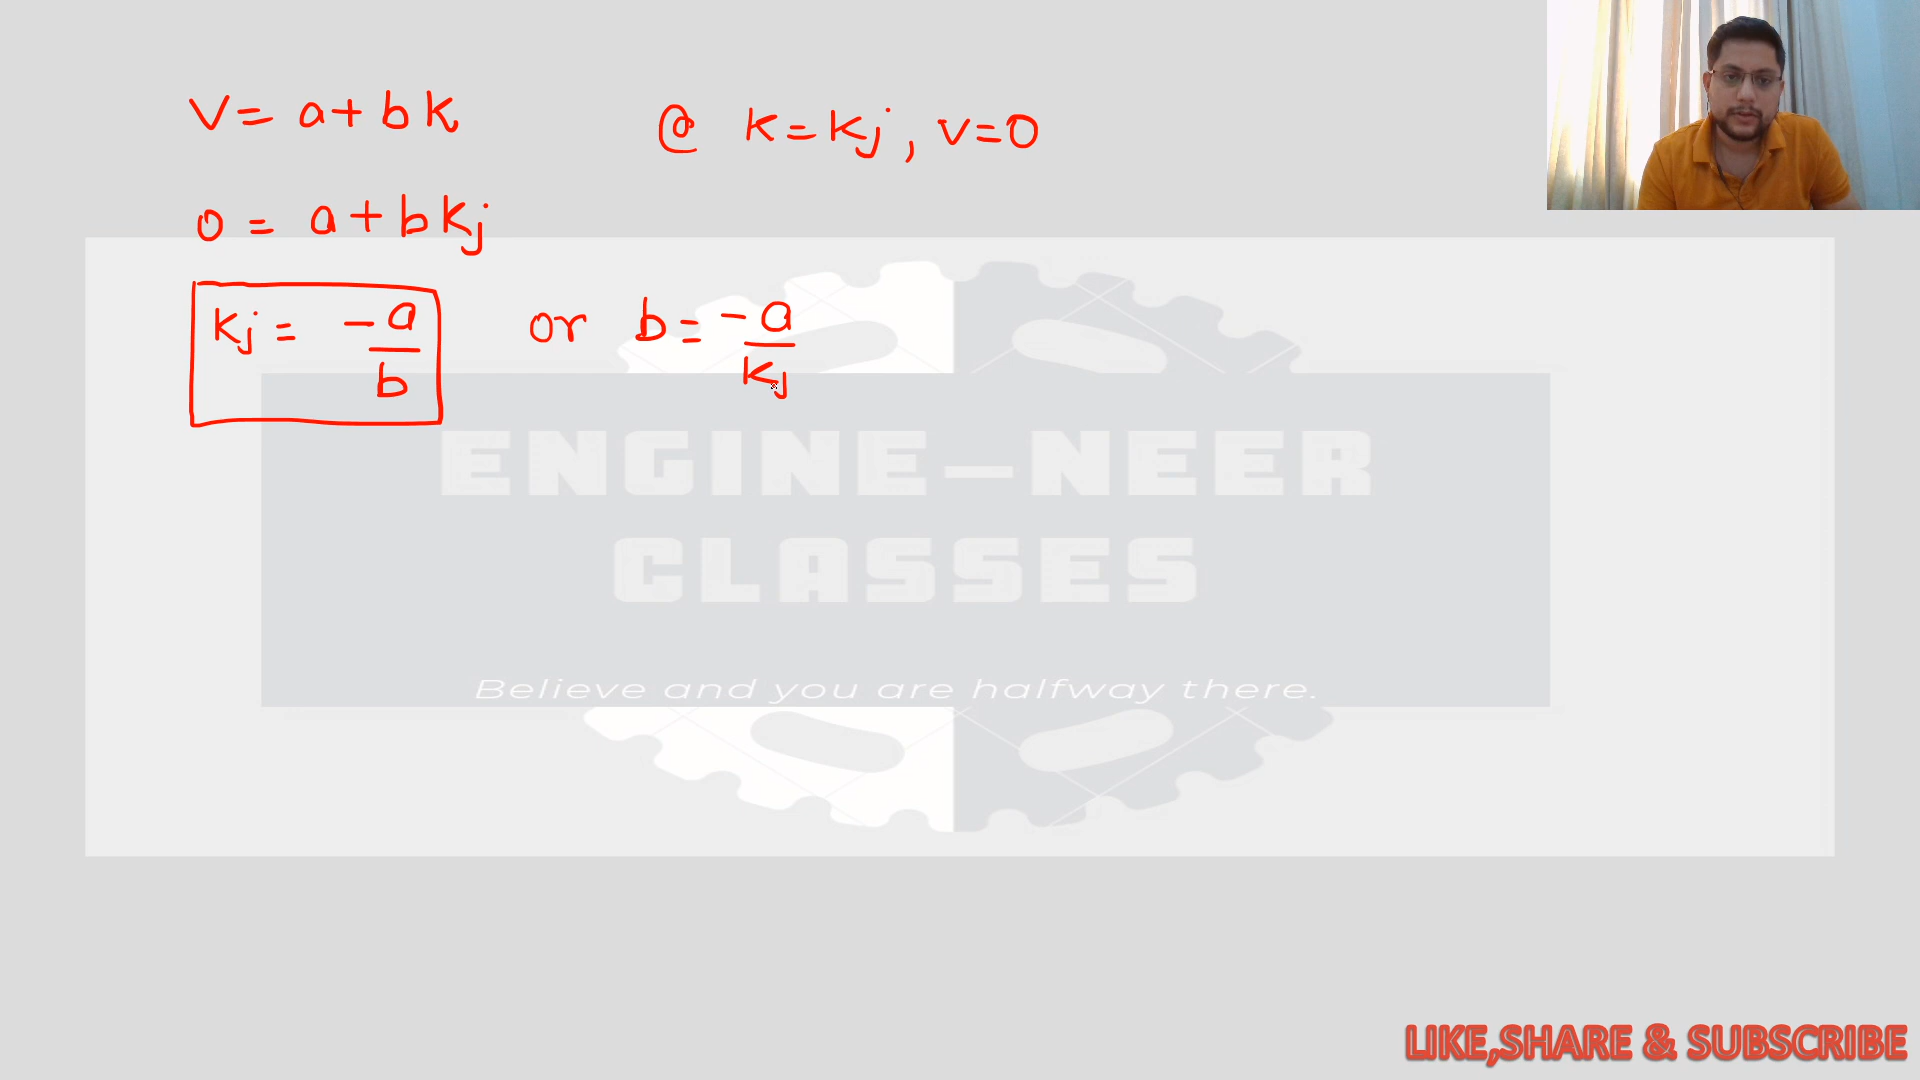 v = a + b k
@ k = kj , v = 0
0 = a + b kj
kj = -a/b or b = -a/kj
ENGINE-NEER
CLASSES
Believe and you are halfway there.
LIKE,SHARE & SUBSCRIBE